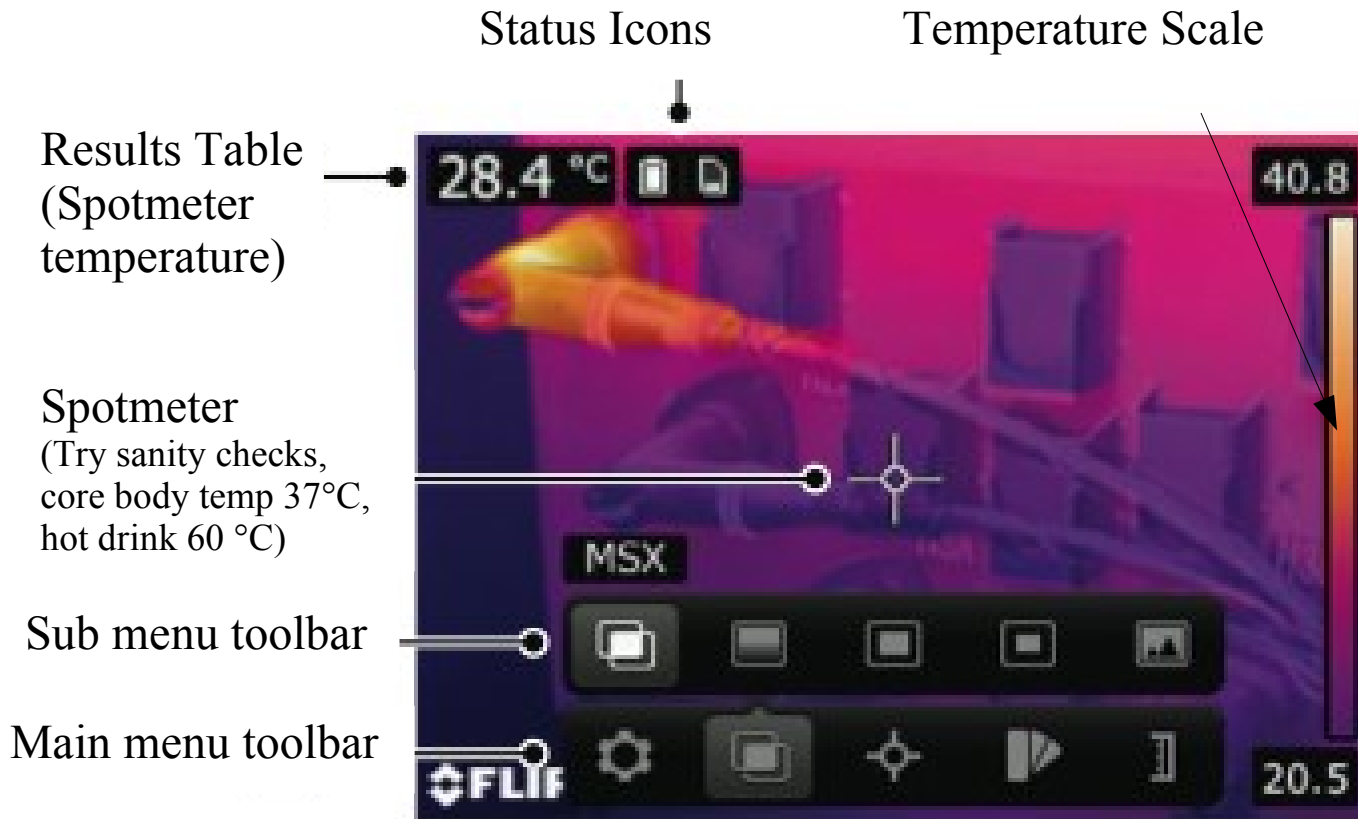 Status Icons
Temperature Scale
Results Table
(Spotmeter
temperature)
28.4 °C
40.8
Spotmeter
(Try sanity checks,
core body temp 37°C,
hot drink 60 °C)
MSX
Sub menu toolbar
Main menu toolbar
FLIR
20.5